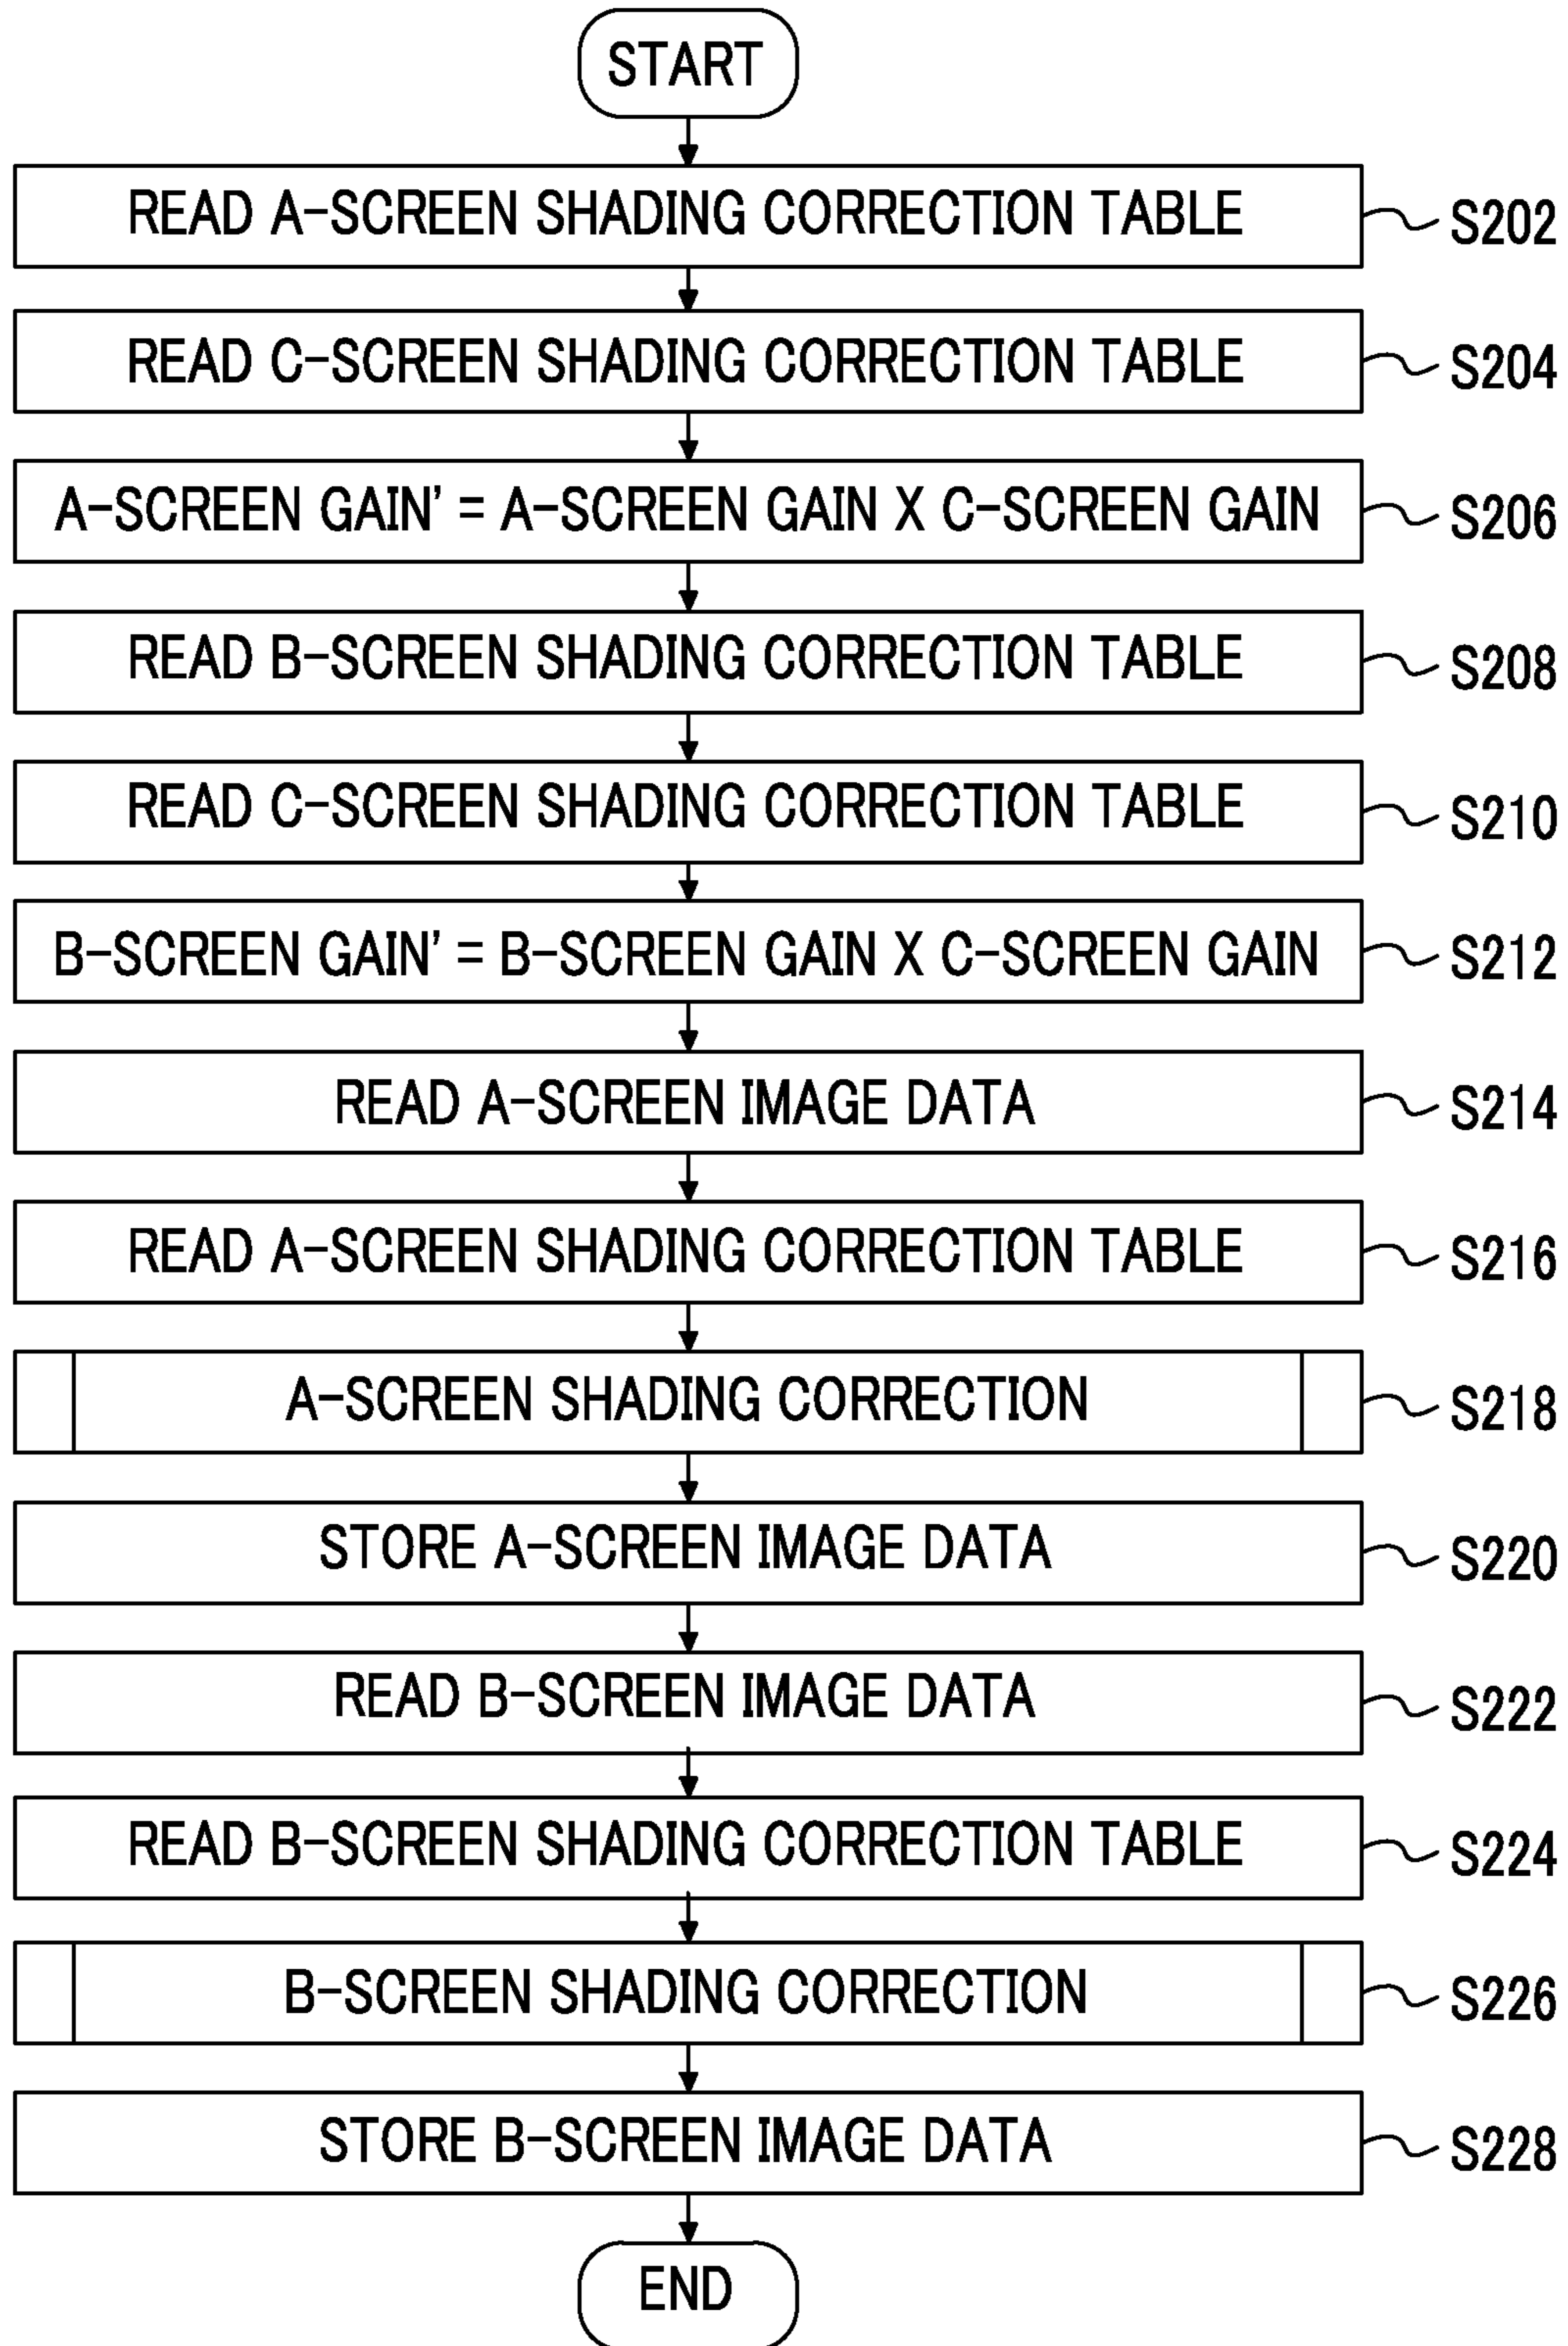 START
READ A-SCREEN SHADING CORRECTION TABLE S202
READ C-SCREEN SHADING CORRECTION TABLE S204
A-SCREEN GAIN' = A-SCREEN GAIN X C-SCREEN GAIN S206
READ B-SCREEN SHADING CORRECTION TABLE S208
READ C-SCREEN SHADING CORRECTION TABLE S210
B-SCREEN GAIN' = B-SCREEN GAIN X C-SCREEN GAIN S212
READ A-SCREEN IMAGE DATA S214
READ A-SCREEN SHADING CORRECTION TABLE S216
A-SCREEN SHADING CORRECTION S218
STORE A-SCREEN IMAGE DATA S220
READ B-SCREEN IMAGE DATA S222
READ B-SCREEN SHADING CORRECTION TABLE S224
B-SCREEN SHADING CORRECTION S226
STORE B-SCREEN IMAGE DATA S228
END